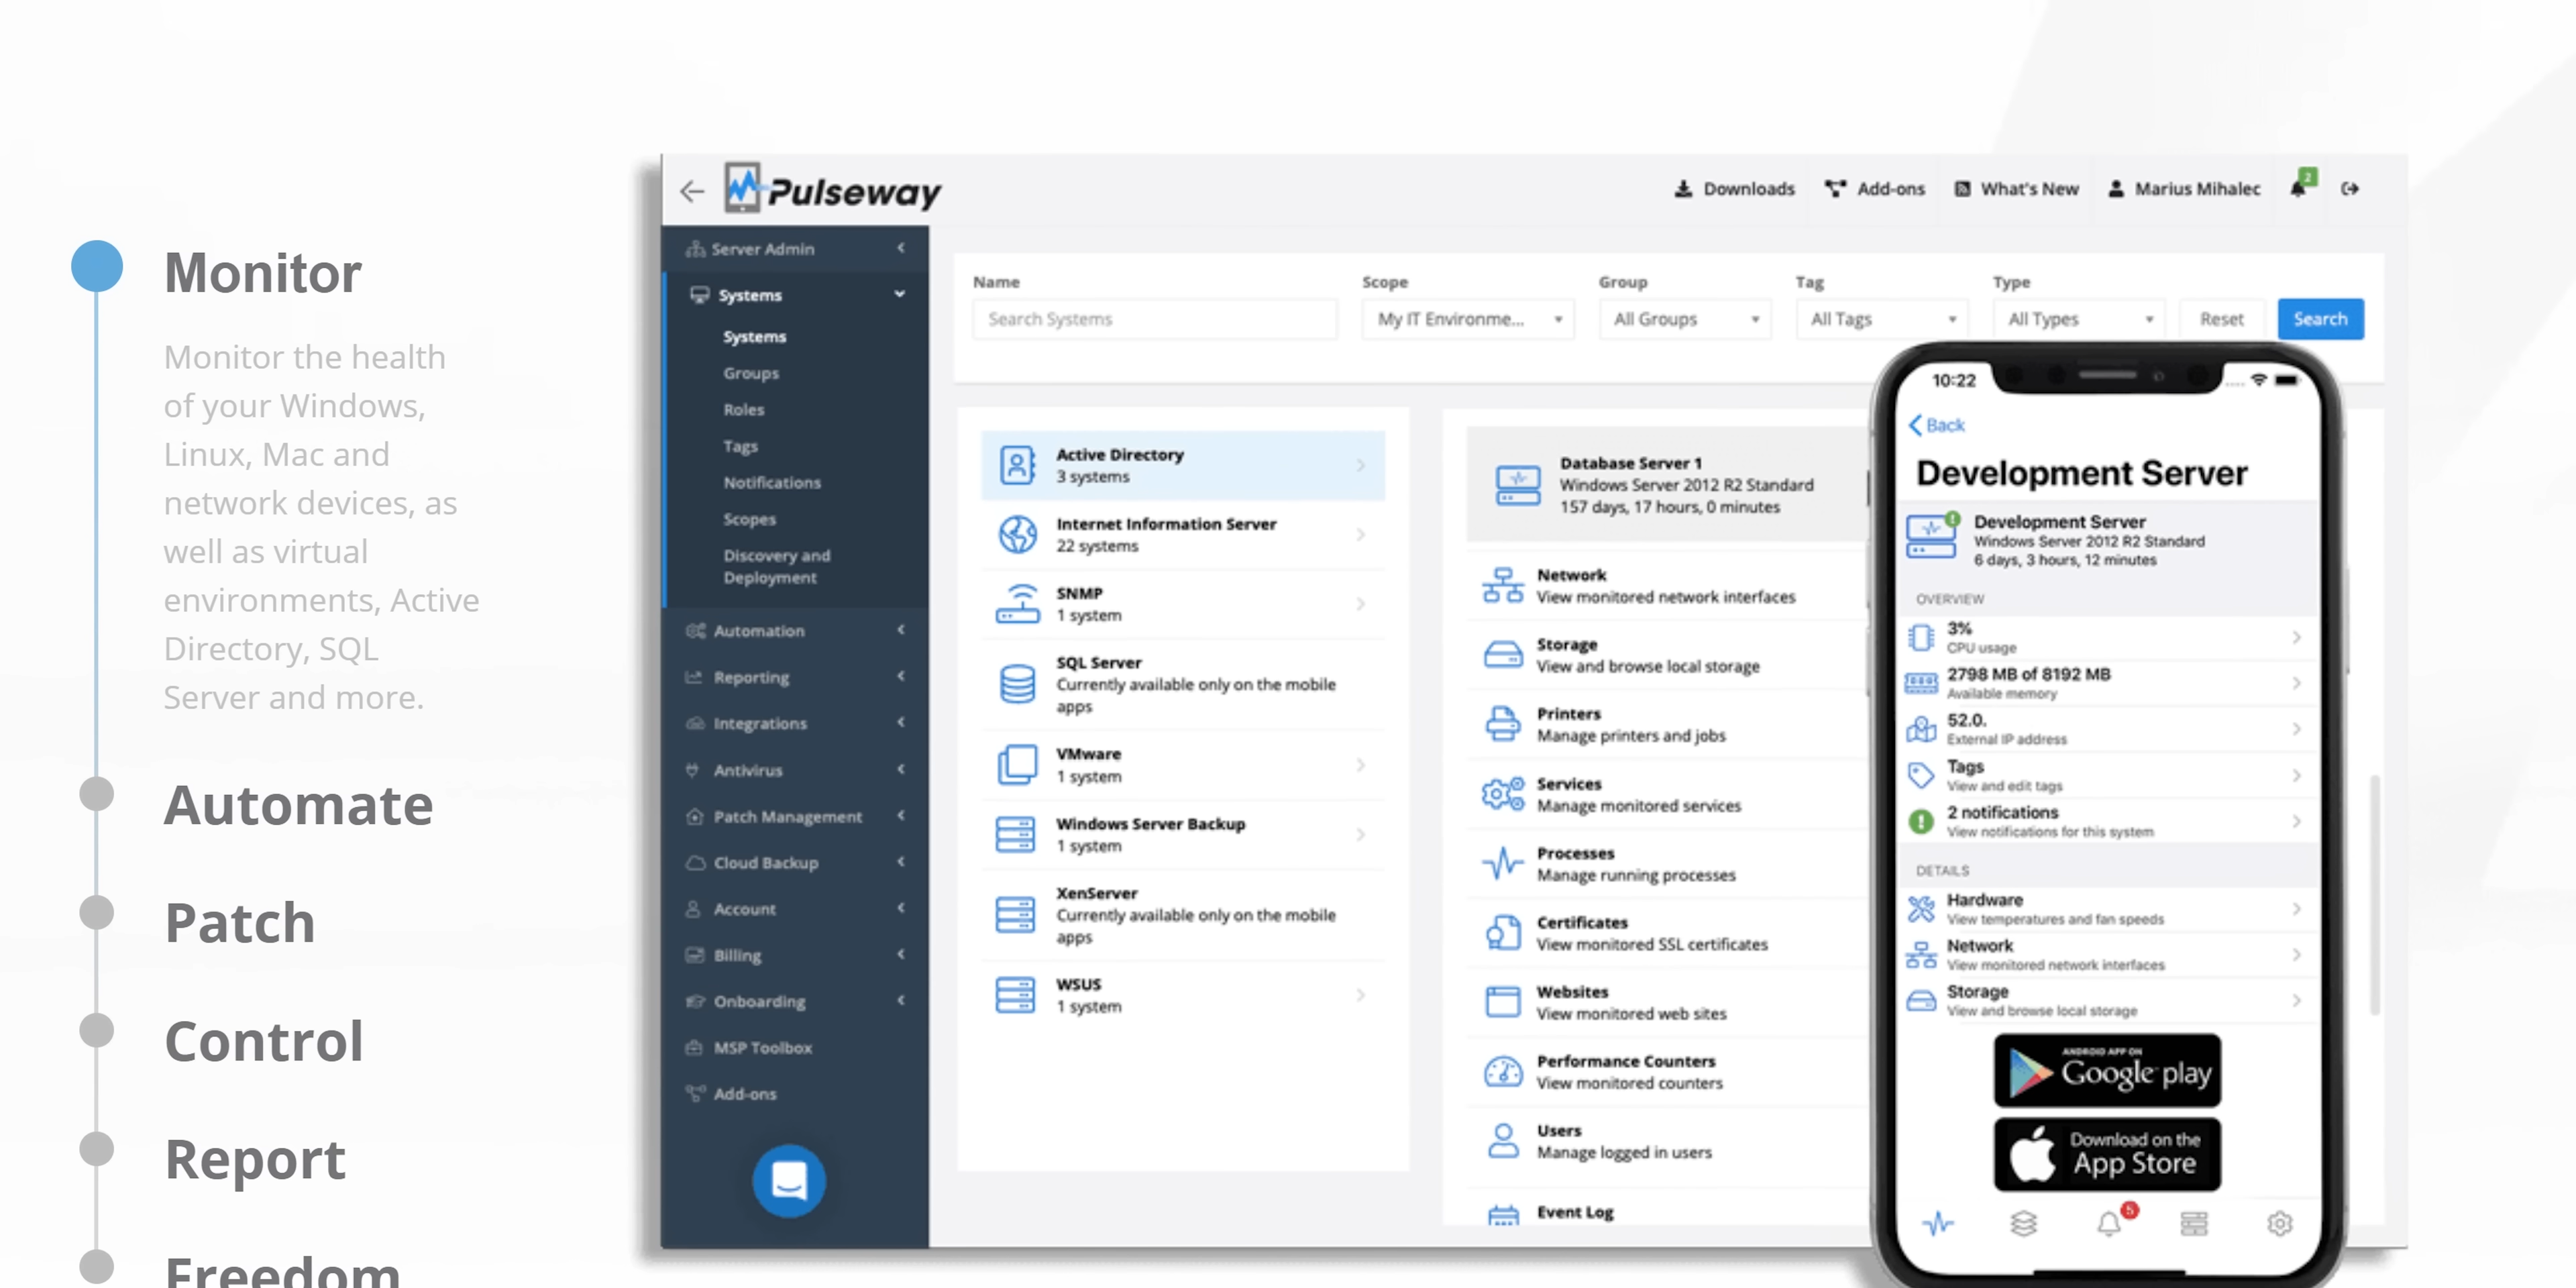 Monitor
Monitor the health
of your Windows,
Linux, Mac and
network devices, as
well as virtual
environments, Active
Directory, SQL
Server and more.
Automate
Patch
Control
Report
Freedom
Pulseway
Downloads
Add-ons
What's New
Marius Mihalec
2
Server Admin
Systems
Systems
Groups
Roles
Tags
Notifications
Scopes
Discovery and
Deployment
Automation
Reporting
Integrations
Antivirus
Patch Management
Cloud Backup
Account
Billing
Onboarding
MSP Toolbox
Add-ons
Name
Search Systems
Scope
My IT Environme...
Group
All Groups
Tag
All Tags
Type
All Types
Reset
Search
Active Directory
3 systems
Internet Information Server
22 systems
SNMP
1 system
SQL Server
Currently available only on the mobile
apps
VMware
1 system
Windows Server Backup
1 system
XenServer
Currently available only on the mobile
apps
WSUS
1 system
Database Server 1
Windows Server 2012 R2 Standard
157 days, 17 hours, 0 minutes
Network
View monitored network interfaces
Storage
View and browse local storage
Printers
Manage printers and jobs
Services
Manage monitored services
Processes
Manage running processes
Certificates
View monitored SSL certificates
Websites
View monitored web sites
Performance Counters
View monitored counters
Users
Manage logged in users
Event Log
10:22
Back
Development Server
Development Server
Windows Server 2012 R2 Standard
6 days, 3 hours, 12 minutes
OVERVIEW
3%
CPU usage
2798 MB of 8192 MB
Available memory
52.0.
External IP address
Tags
View and edit tags
2 notifications
View notifications for this system
DETAILS
Hardware
View temperatures and fan speeds
Network
View monitored network interfaces
Storage
View and browse local storage
ANDROID APP ON
Google play
Download on the
App Store
5